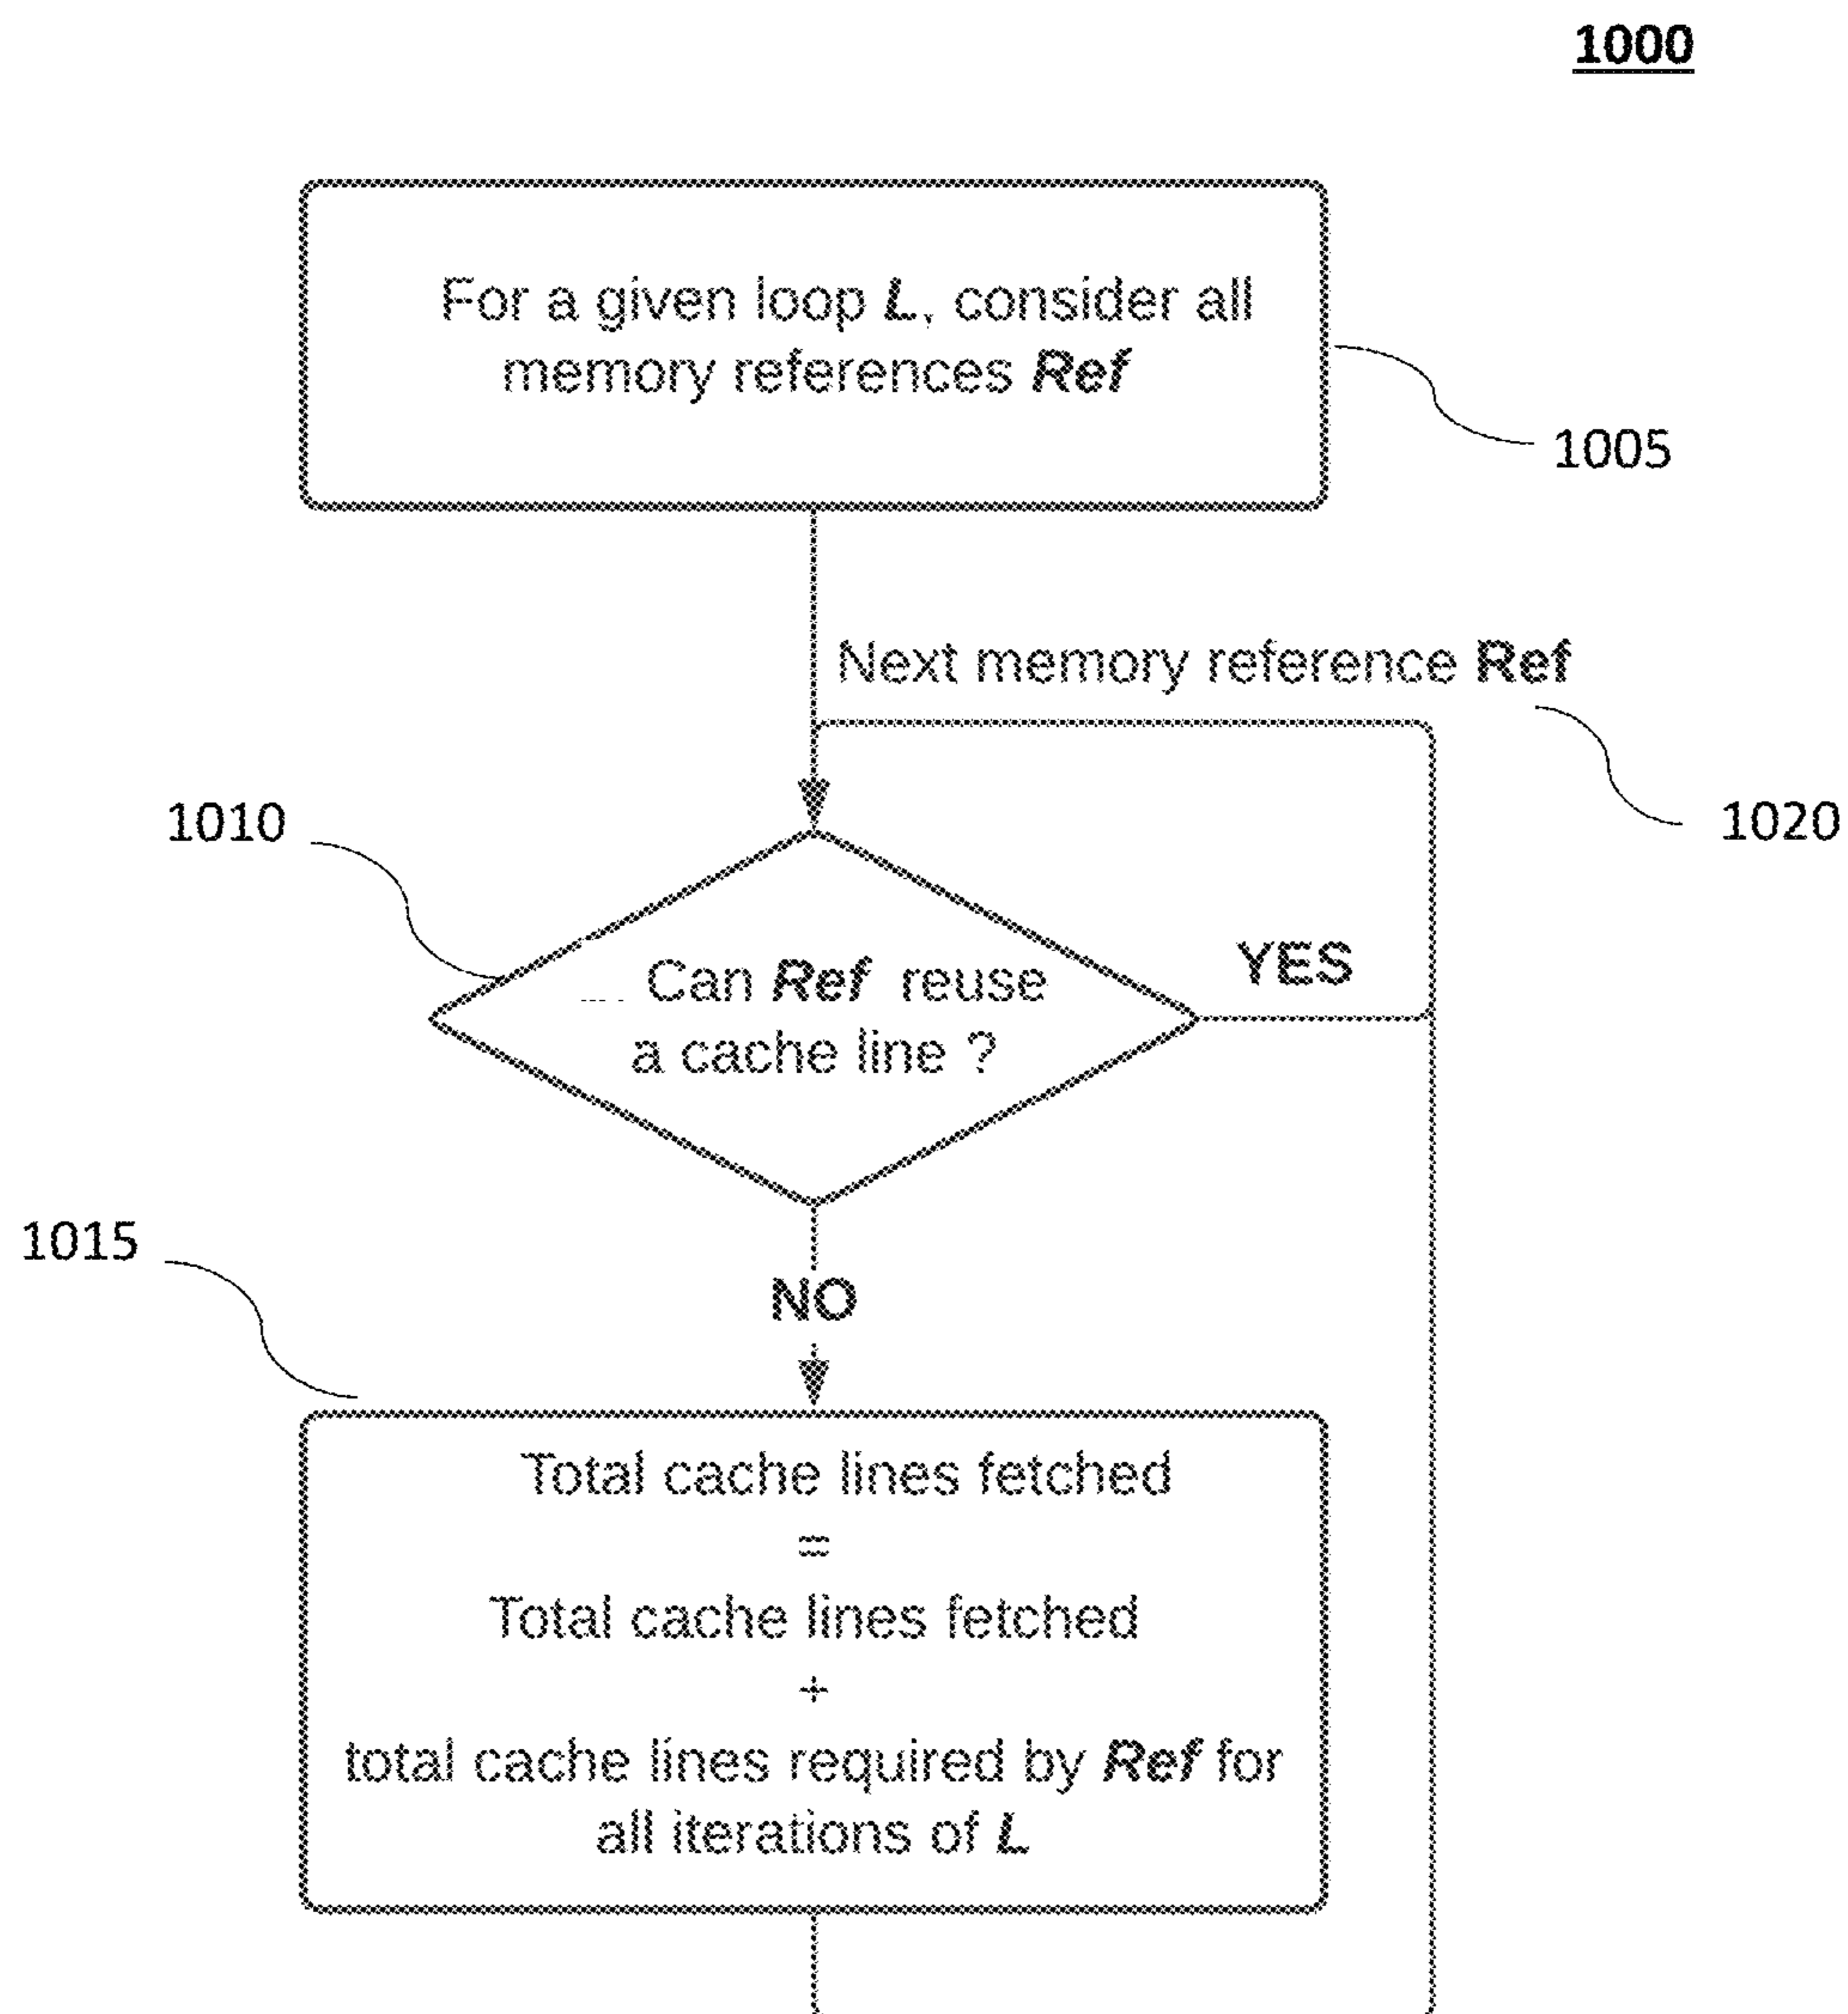 1000
For a given loop L, consider all
memory references Ref
1005
Next memory reference Ref
1020
1010
Can Ref reuse
a cache line ?
YES
1015
NO
Total cache lines fetched
=
Total cache lines fetched
+
total cache lines required by Ref for
all iterations of L